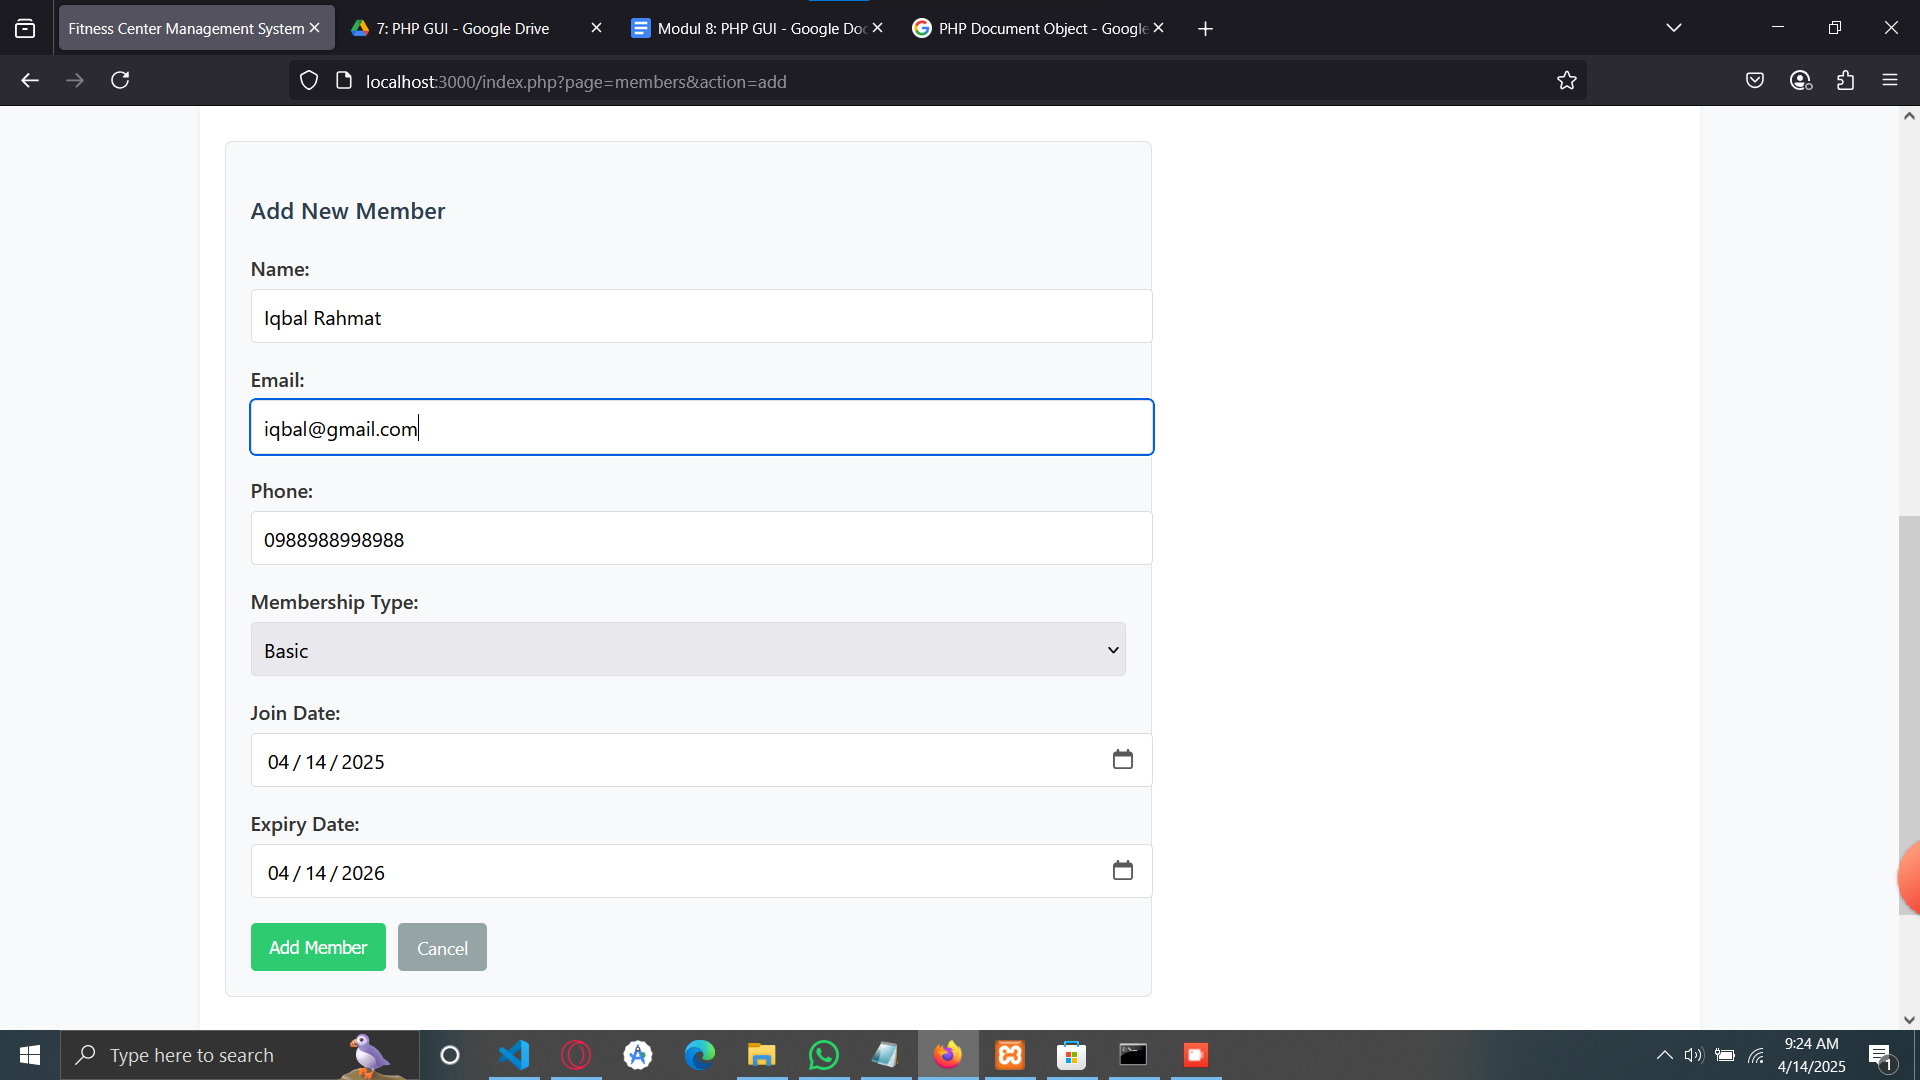 Fitness Center Management System
7: PHP GUI - Google Drive
Modul 8: PHP GUI - Google Doc
PHP Document Object - Google
localhost:3000/index.php?page=members&action=add
Add New Member
Name:
Iqbal Rahmat
Email:
iqbal@gmail.com
Phone:
0988988998988
Membership Type:
Basic
Join Date:
04 / 14 / 2025
Expiry Date:
04 / 14 / 2026
Add Member
Cancel
Type here to search
9:24 AM
4/14/2025
1